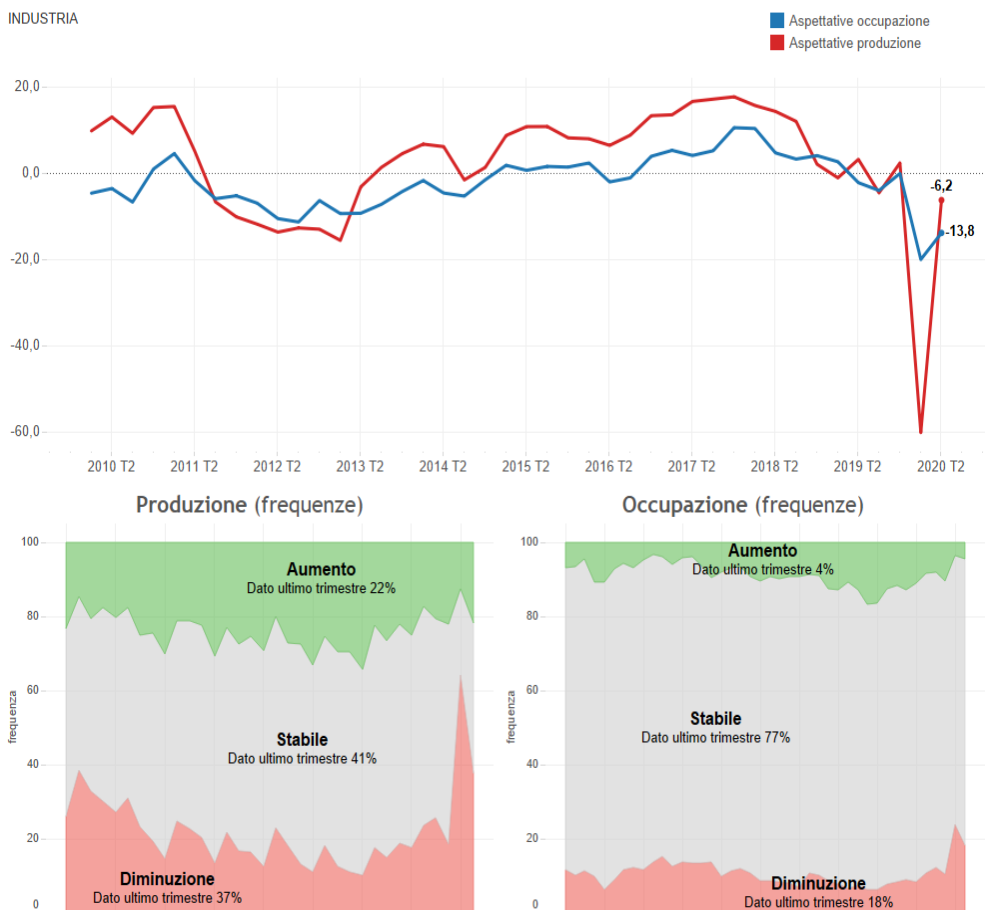 INDUSTRIA
Aspettative occupazione
Aspettative produzione
20,0
0,0
-20,0
-40,0
-60,0
-6,2
-13,8
2010 T2 2011 T2 2012 T2 2013 T2 2014 T2 2015 T2 2016 T2 2017 T2 2018 T2 2019 T2 2020 T2
Produzione (frequenze)
100
80
60
40
20
0
frequenza
Aumento
Dato ultimo trimestre 22%
Stabile
Dato ultimo trimestre 41%
Diminuzione
Dato ultimo trimestre 37%
Occupazione (frequenze)
100
80
60
40
20
0
frequenza
Aumento
Dato ultimo trimestre 4%
Stabile
Dato ultimo trimestre 77%
Diminuzione
Dato ultimo trimestre 18%